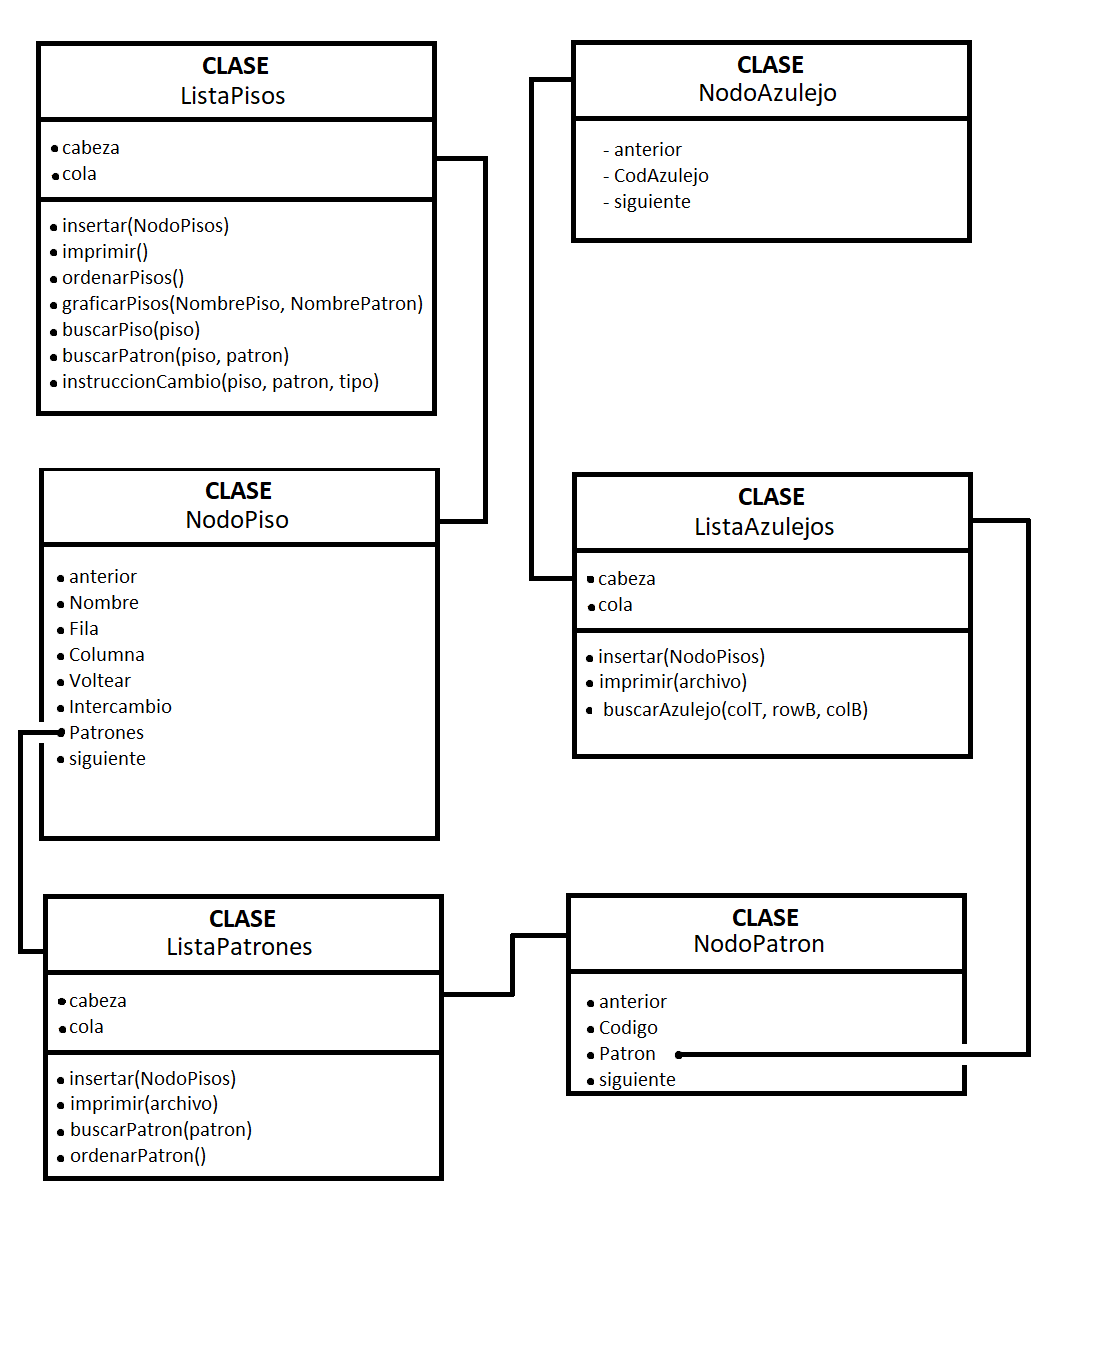 CLASE
ListaPisos
• cabeza
• cola
• insertar(NodoPisos)
• imprimir()
• ordenarPisos()
• graficarPisos(NombrePiso, NombrePatron)
• buscarPiso(piso)
• buscarPatron(piso, patron)
• instruccionCambio(piso, patron, tipo)
CLASE
NodoAzulejo
- anterior
- CodAzulejo
- siguiente
CLASE
NodoPiso
• anterior
• Nombre
• Fila
• Columna
• Voltear
• Intercambio
• Patrones
• siguiente
CLASE
ListaAzulejos
• cabeza
• cola
• insertar(NodoPisos)
• imprimir(archivo)
• buscarAzulejo(colT, rowB, colB)
CLASE
ListaPatrones
• cabeza
• cola
• insertar(NodoPisos)
• imprimir(archivo)
• buscarPatron(patron)
• ordenarPatron()
CLASE
NodoPatron
• anterior
• Codigo
• Patron
• siguiente